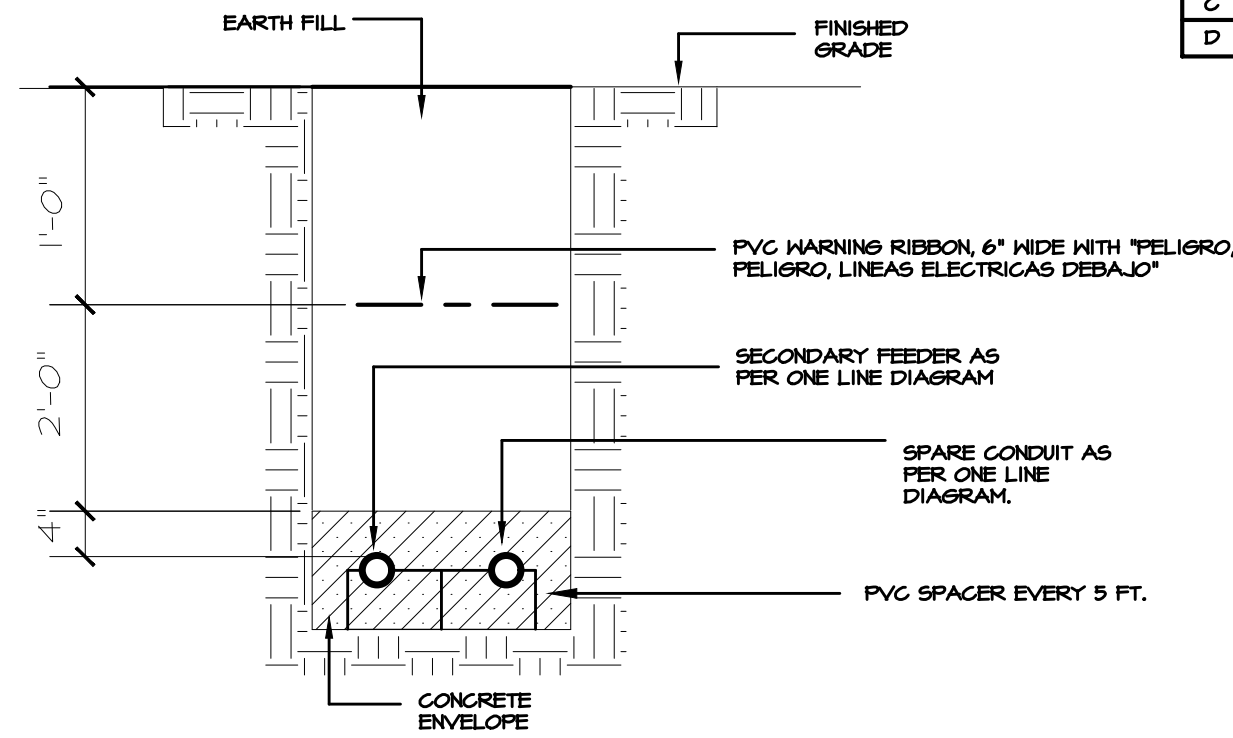 C
D
EARTH FILL
FINISHED
GRADE
1'-0"
PVC WARNING RIBBON, 6" WIDE WITH "PELIGRO,
PELIGRO, LINEAS ELECTRICAS DEBAJO"
2'-0"
SECONDARY FEEDER AS
PER ONE LINE DIAGRAM
SPARE CONDUIT AS
PER ONE LINE
DIAGRAM.
4"
PVC SPACER EVERY 5 FT.
CONCRETE
ENVELOPE